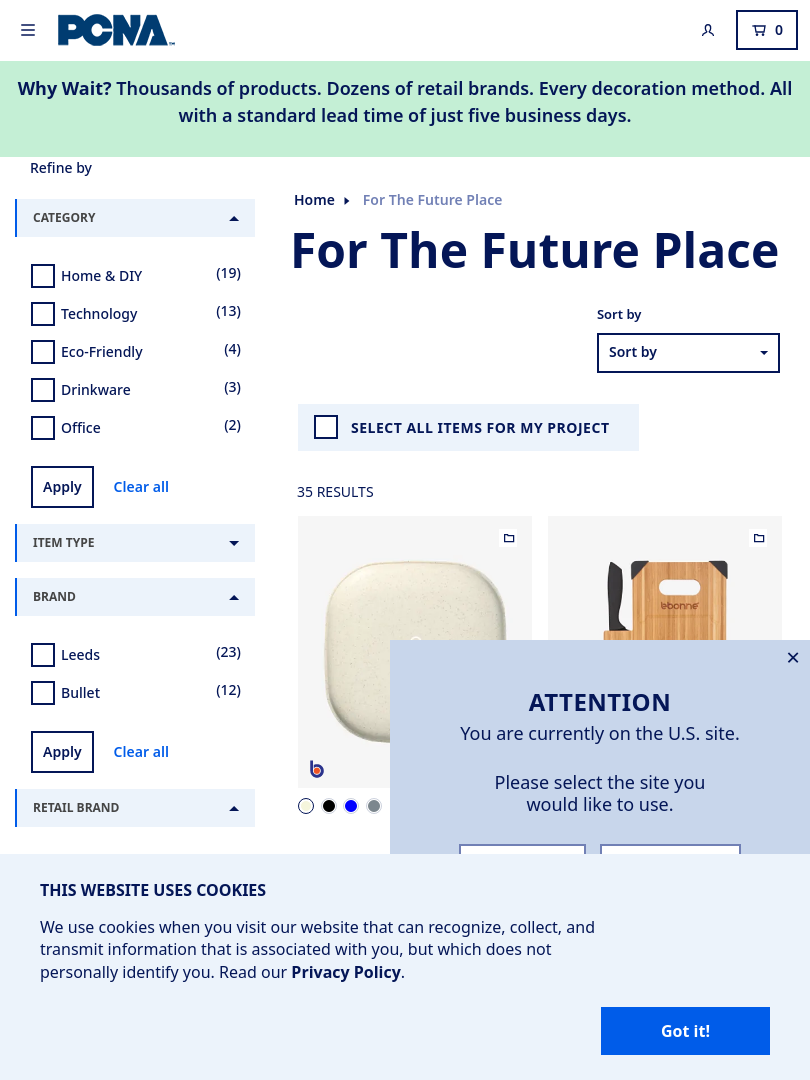 PCNA
0
Why Wait? Thousands of products. Dozens of retail brands. Every decoration method. All
with a standard lead time of just five business days.
Refine by
CATEGORY
Home & DIY (19)
Technology (13)
Eco-Friendly (4)
Drinkware (3)
Office (2)
Apply Clear all
ITEM TYPE
BRAND
Leeds (23)
Bullet (12)
Apply Clear all
RETAIL BRAND
Home For The Future Place
For The Future Place
Sort by
Sort by
SELECT ALL ITEMS FOR MY PROJECT
35 RESULTS
lebonne
b
ATTENTION
You are currently on the U.S. site.
Please select the site you
would like to use.
THIS WEBSITE USES COOKIES
We use cookies when you visit our website that can recognize, collect, and
transmit information that is associated with you, but which does not
personally identify you. Read our Privacy Policy.
Got it!